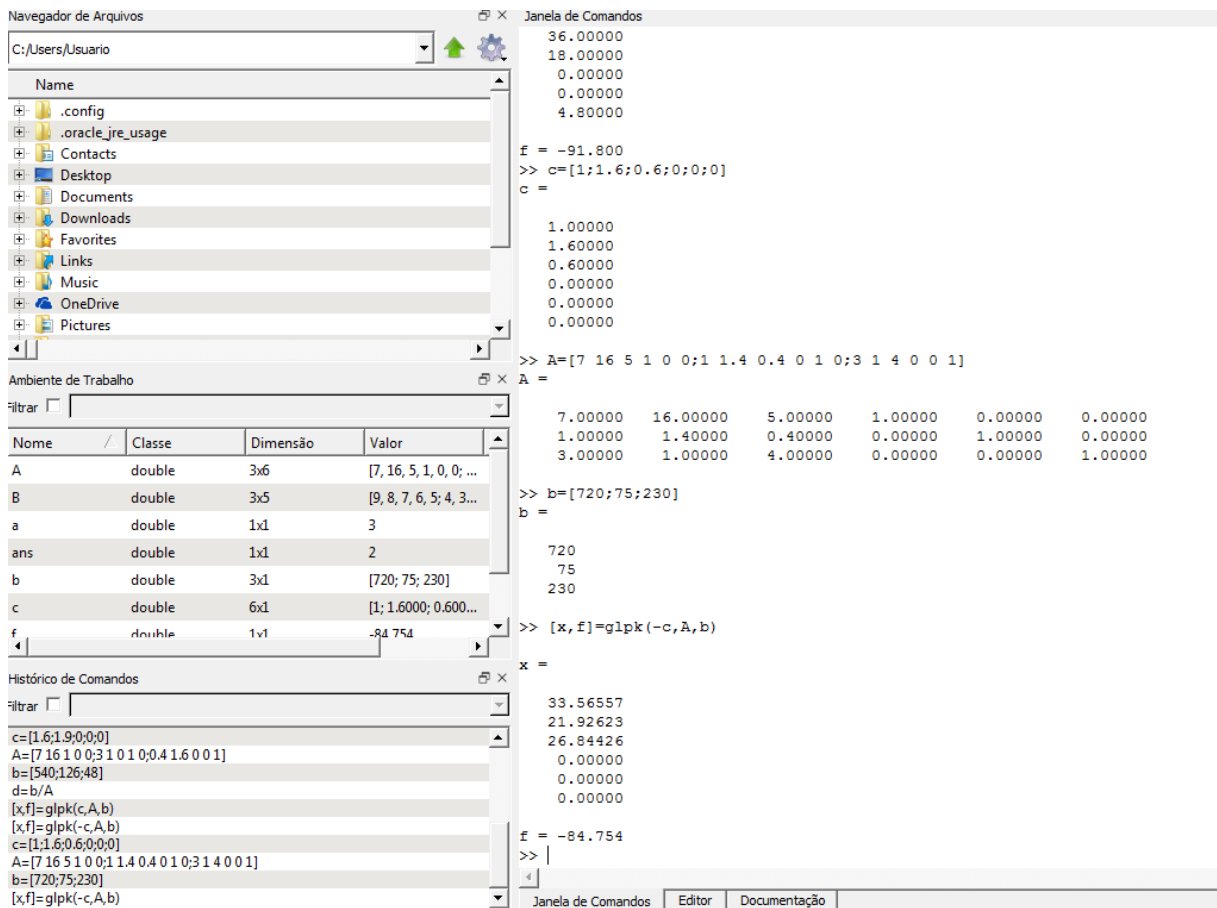 Navegador de Arquivos
C:/Users/Usuario
Name
.config
.oracle_jre_usage
Contacts
Desktop
Documents
Downloads
Favorites
Links
Music
OneDrive
Pictures
Ambiente de Trabalho
Filtrar
Nome Classe Dimensão Valor
A double 3x6 [7, 16, 5, 1, 0, 0; ...
B double 3x5 [9, 8, 7, 6, 5; 4, 3...
a double 1x1 3
ans double 1x1 2
b double 3x1 [720; 75; 230]
c double 6x1 [1; 1.6000; 0.600...
f double 1x1 -84.754
Histórico de Comandos
Filtrar
c=[1.6;1.9;0;0;0]
A=[7 16 1 0 0;3 1 0 1 0;0.4 1.6 0 0 1]
b=[540;126;48]
d=b/A
[x,f]=glpk(c,A,b)
[x,f]=glpk(-c,A,b)
c=[1;1.6;0.6;0;0;0]
A=[7 16 5 1 0 0;1 1.4 0.4 0 1 0;3 1 4 0 0 1]
b=[720;75;230]
[x,f]=glpk(-c,A,b)
Janela de Comandos
36.00000
18.00000
0.00000
0.00000
4.80000
f = -91.800
>> c=[1;1.6;0.6;0;0;0]
c =
1.00000
1.60000
0.60000
0.00000
0.00000
0.00000
>> A=[7 16 5 1 0 0;1 1.4 0.4 0 1 0;3 1 4 0 0 1]
A =
7.00000 16.00000 5.00000 1.00000 0.00000 0.00000
1.00000 1.40000 0.40000 0.00000 1.00000 0.00000
3.00000 1.00000 4.00000 0.00000 0.00000 1.00000
>> b=[720;75;230]
b =
720
75
230
>> [x,f]=glpk(-c,A,b)
x =
33.56557
21.92623
26.84426
0.00000
0.00000
0.00000
f = -84.754
>>
Janela de Comandos Editor Documentação